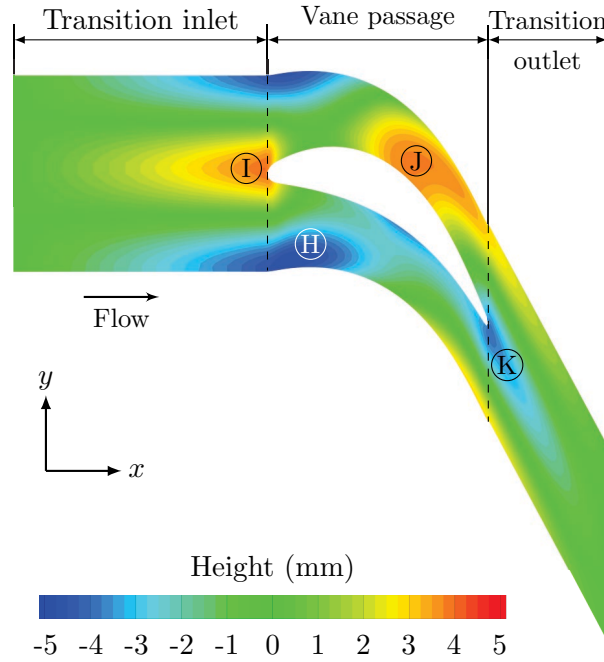 Transition inlet
Vane passage
Transition
outlet
I
J
H
Flow
K
y
x
Height (mm)
-5 -4 -3 -2 -1 0 1 2 3 4 5